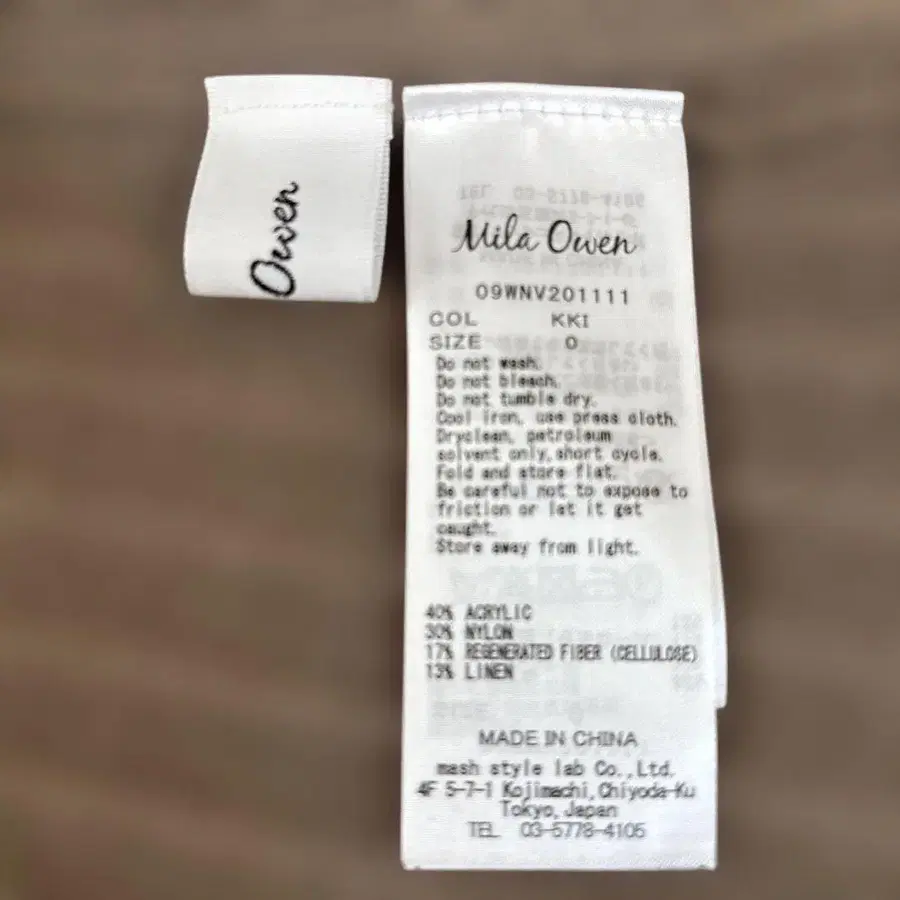 Owen
Mila Owen
09WNV201111
COL KKI
SIZE 0
Do not wash.
Do not bleach.
Do not tumble dry.
Cool iron, use press cloth.
Dryclean, petroleum
solvent only, short cycle.
Fold and store flat.
Be careful not to expose to
friction or let it get
caught.
Store away from light.
40% ACRYLIC
30% NYLON
17% REGENERATED FIBER (CELLULOSE)
13% LINEN
MADE IN CHINA
mash style lab Co.,Ltd.
4F 5-7-1 Kojimachi,Chiyoda-Ku
Tokyo,Japan
TEL 03-5778-4105